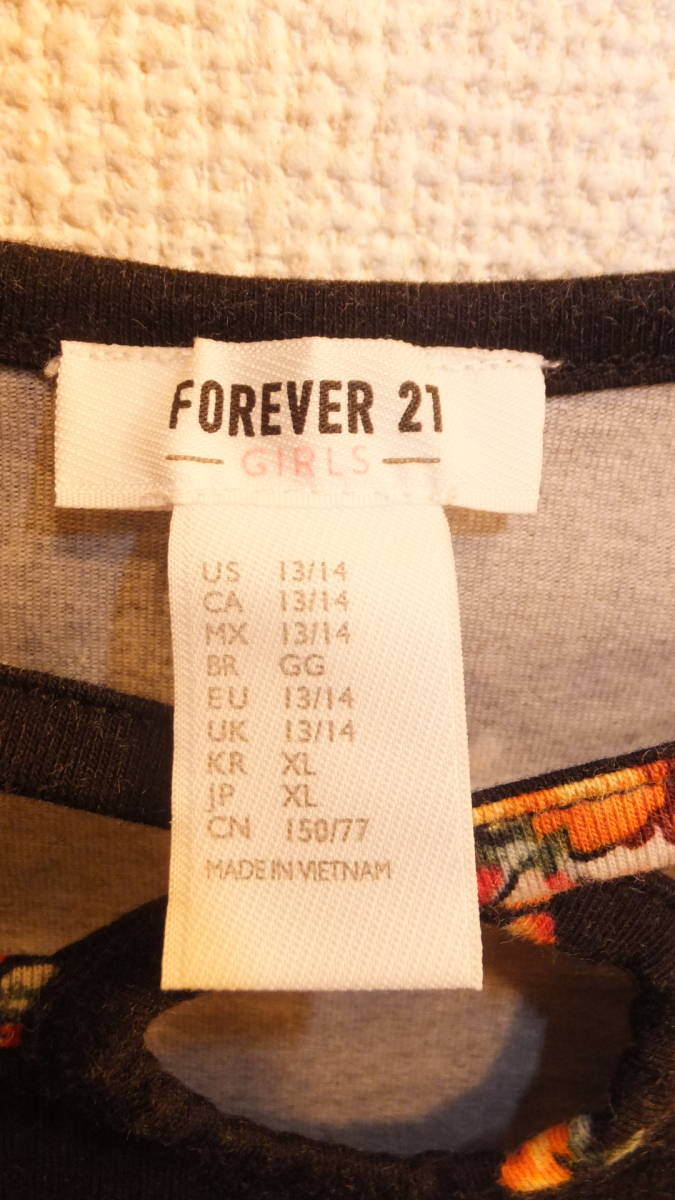 FOREVER 21
GIRLS
US 13/14
CA 13/14
MX 13/14
BR GG
EU 13/14
UK 13/14
KR XL
JP XL
CN 150/77
MADE IN VIETNAM